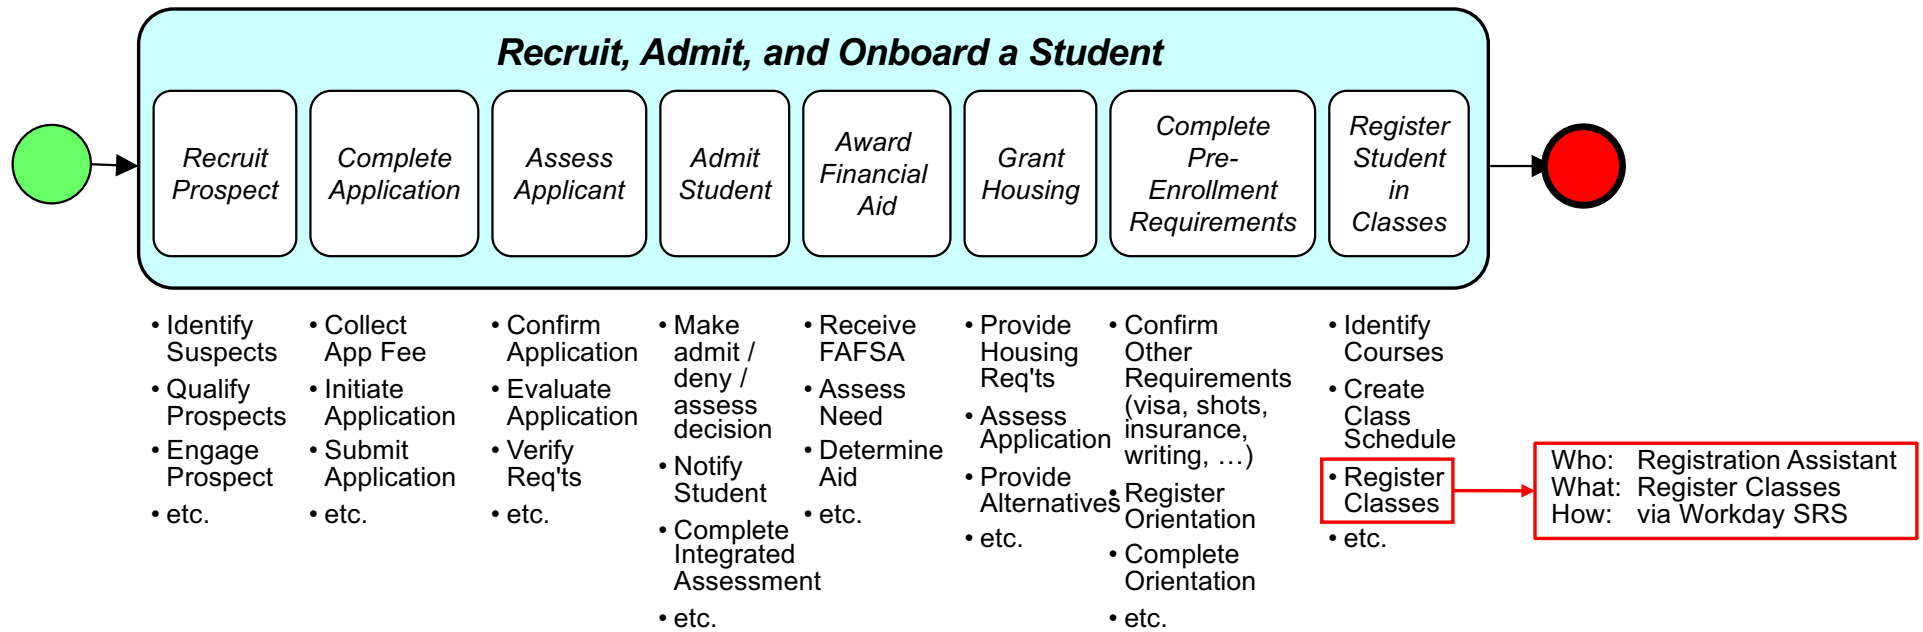 Recruit, Admit, and Onboard a Student
Recruit
Prospect
Complete
Application
Assess
Applicant
Admit
Student
Award
Financial
Aid
Grant
Housing
Complete
Pre-
Enrollment
Requirements
Register
Student
in
Classes
• Identify
Suspects
• Qualify
Prospects
• Engage
Prospect
• etc.
• Collect
App Fee
• Initiate
Application
• Submit
Application
• etc.
• Confirm
Application
• Evaluate
Application
• Verify
Req'ts
• etc.
• Make
admit /
deny /
assess
decision
• Notify
Student
• Complete
Integrated
Assessment
• etc.
• Receive
FAFSA
• Assess
Need
• Determine
Aid
• etc.
• Provide
Housing
Req'ts
• Assess
Application
• Provide
Alternatives
• etc.
• Confirm
Other
Requirements
(visa, shots,
insurance,
writing, …)
• Register
Orientation
• Complete
Orientation
• etc.
• Identify
Courses
• Create
Class
Schedule
• Register
Classes
• etc.
Who: Registration Assistant
What: Register Classes
How: via Workday SRS